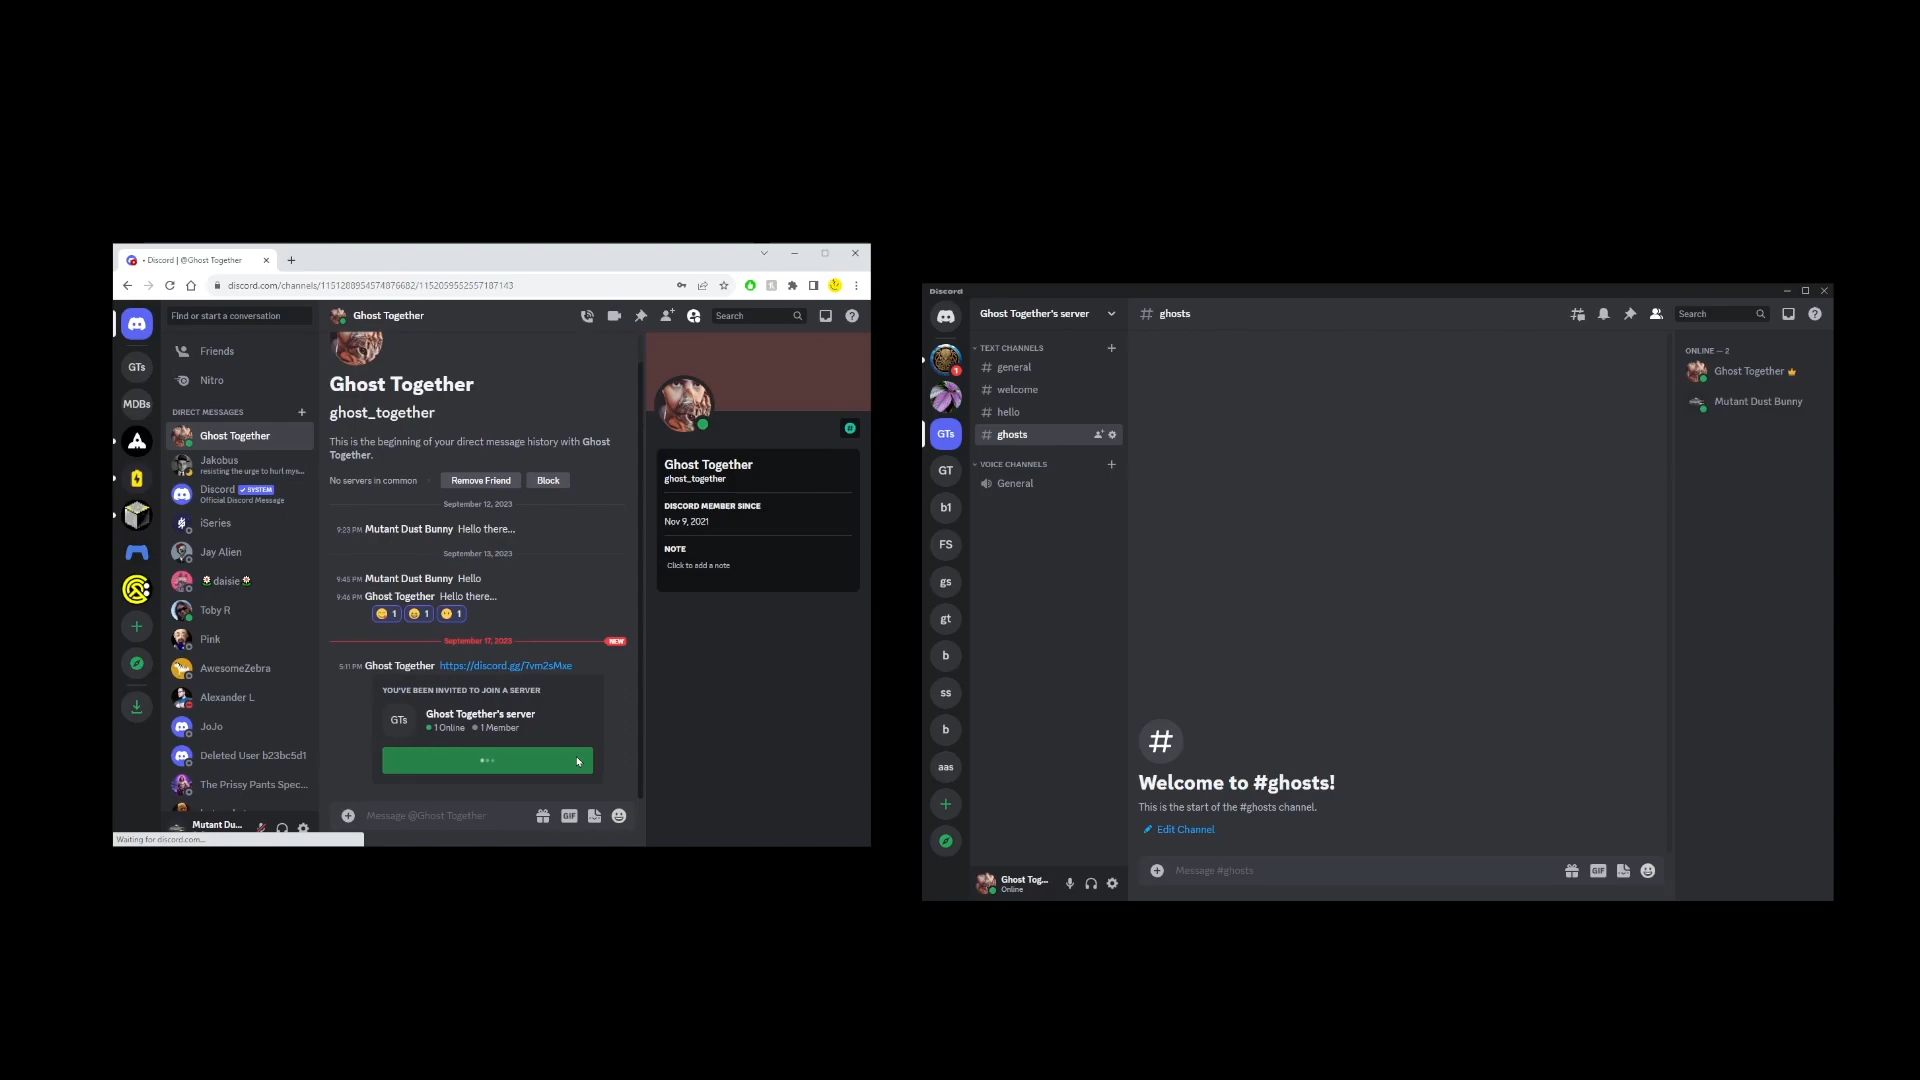 • Discord | @Ghost Together
discord.com/channels/1151288954574876682/1152059552557187143
Find or start a conversation
Ghost Together
Search
GTs
MDBs
Friends
Nitro
DIRECT MESSAGES
Ghost Together
Jakobus
resisting the urge to hurl mys...
Discord ✓ SYSTEM
Official Discord Message
iSeries
Jay Alien
daisie
Toby R
Pink
AwesomeZebra
Alexander L
JoJo
Deleted User b23bc5d1
The Prissy Pants Spec...
Mutant Du...
Waiting for discord.com...
Ghost Together
ghost_together
This is the beginning of your direct message history with Ghost
Together.
No servers in common
Remove Friend
Block
September 12, 2023
9:23 PM Mutant Dust Bunny Hello there...
September 13, 2023
9:45 PM Mutant Dust Bunny Hello
9:46 PM Ghost Together Hello there...
1 1 1
September 17, 2023
NEW
5:11 PM Ghost Together https://discord.gg/7vm2sMxe
YOU'VE BEEN INVITED TO JOIN A SERVER
GTs
Ghost Together's server
1 Online 1 Member
Message @Ghost Together
GIF
Ghost Together
ghost_together
DISCORD MEMBER SINCE
Nov 9, 2021
NOTE
Click to add a note
Discord
Ghost Together's server
# ghosts
Search
1
GTs
GT
b1
FS
gs
gt
b
ss
b
aas
TEXT CHANNELS
# general
# welcome
# hello
# ghosts
VOICE CHANNELS
General
Ghost Tog...
Online
#
Welcome to #ghosts!
This is the start of the #ghosts channel.
Edit Channel
Message #ghosts
GIF
ONLINE — 2
Ghost Together
Mutant Dust Bunny